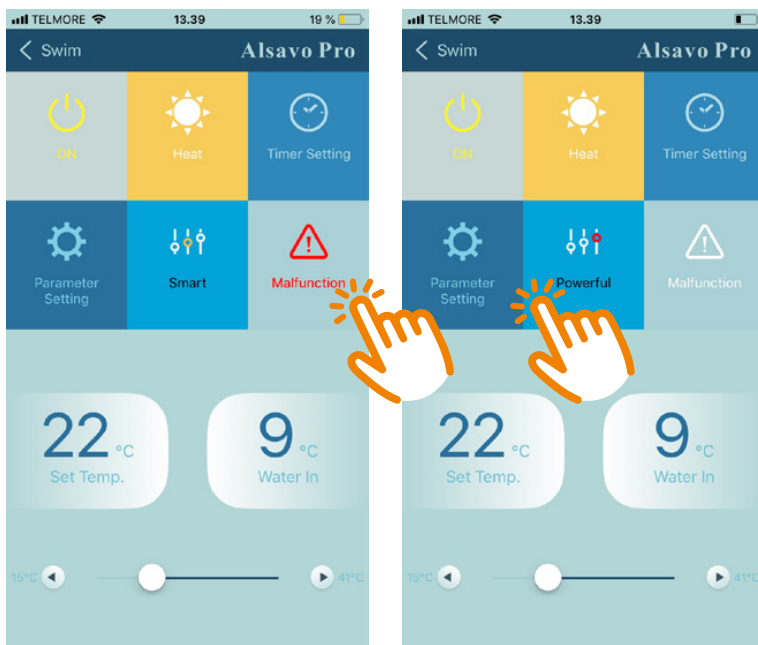 TELMORE 13.39 19 %
Swim Alsavo Pro
ON Heat Timer Setting
Parameter
Setting
Smart
Malfunction
22 °C
Set Temp.
9 °C
Water In
15°C 41°C
TELMORE 13.39
Swim Alsavo Pro
ON Heat Timer Setting
Parameter
Setting
Powerful
Malfunction
22 °C
Set Temp.
9 °C
Water In
15°C 41°C